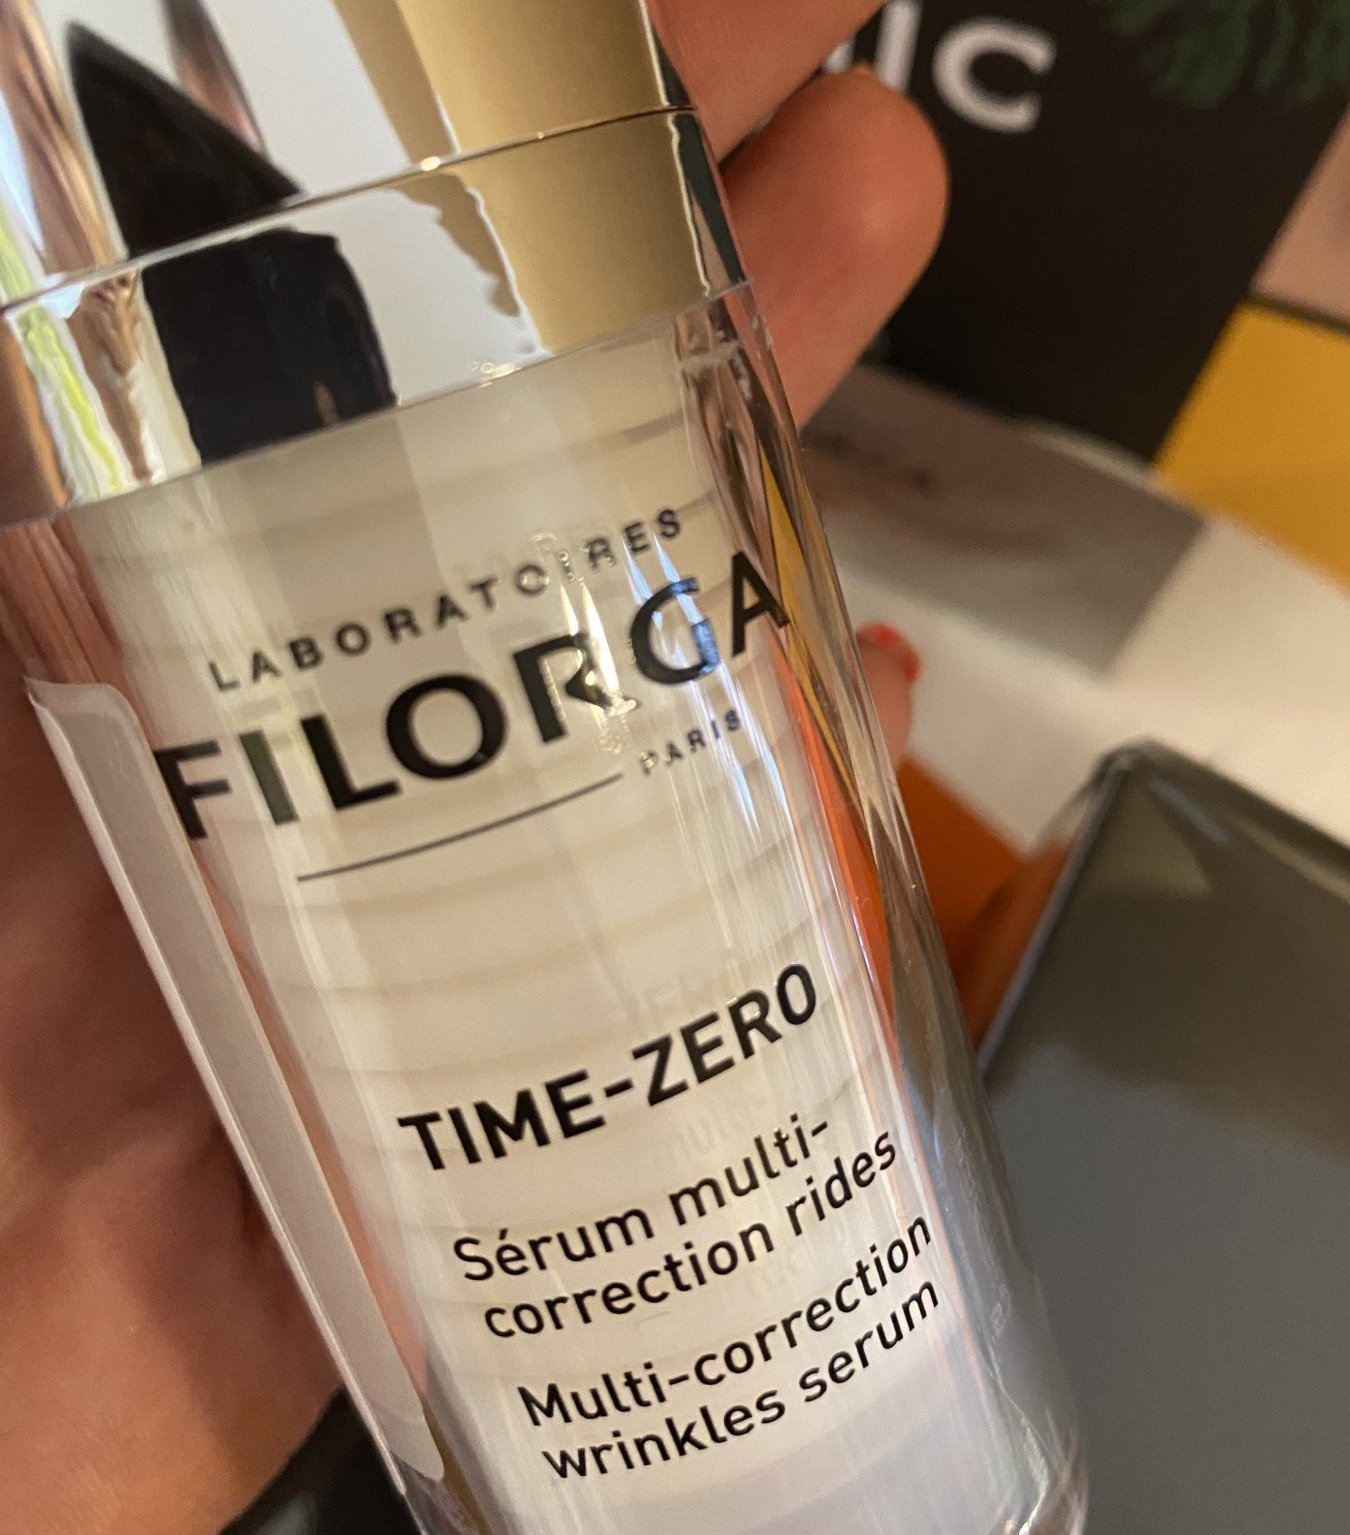 LABORATOIRES
FILORGA
PARIS
TIME-ZERO
Sérum multi-
correction rides
Multi-correction
wrinkles serum